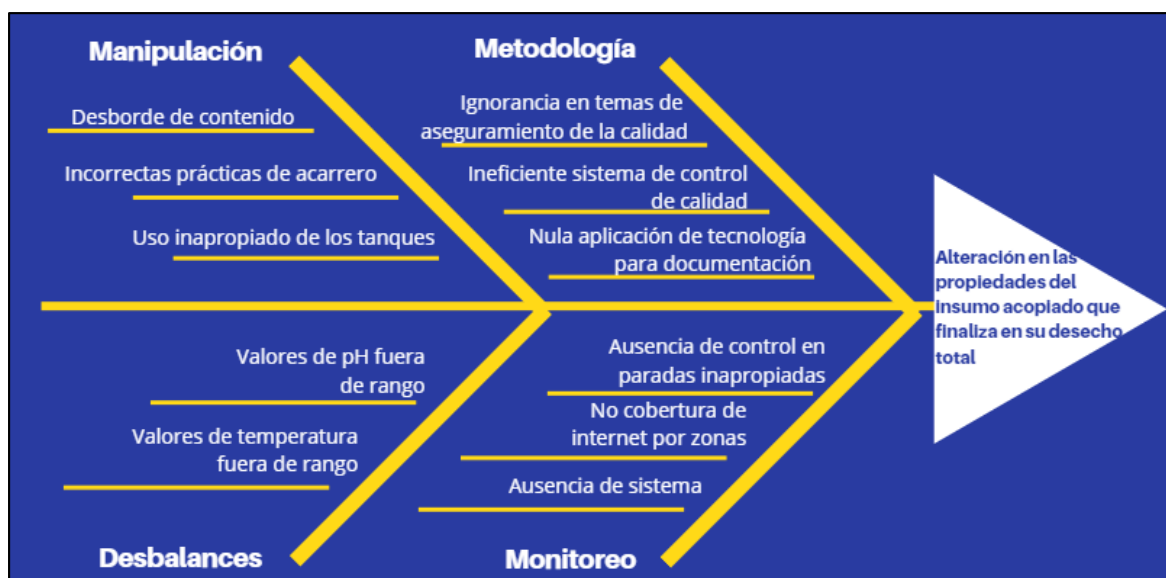 Manipulación
Desborde de contenido
Incorrectas prácticas de acarrero
Uso inapropiado de los tanques
Metodología
Ignorancia en temas de
aseguramiento de la calidad
Ineficiente sistema de control
de calidad
Nula aplicación de tecnología
para documentación
Valores de pH fuera
de rango
Valores de temperatura
fuera de rango
Desbalances
Ausencia de control en
paradas inapropiadas
No cobertura de
internet por zonas
Ausencia de sistema
Monitoreo
Alteración en las
propiedades del
insumo acopiado que
finaliza en su desecho
total